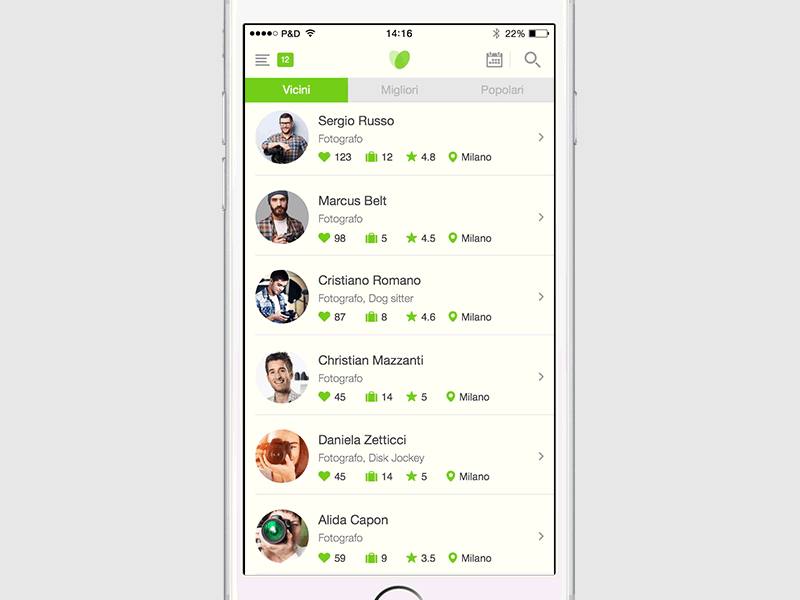 P&D 14:16 22%
12
Vicini Migliori Popolari
Sergio Russo
Fotografo
123 12 4.8 Milano
Marcus Belt
Fotografo
98 5 4.5 Milano
Cristiano Romano
Fotografo, Dog sitter
87 8 4.6 Milano
Christian Mazzanti
Fotografo
45 14 5 Milano
Daniela Zetticci
Fotografo, Disk Jockey
45 14 5 Milano
Alida Capon
Fotografo
59 9 3.5 Milano